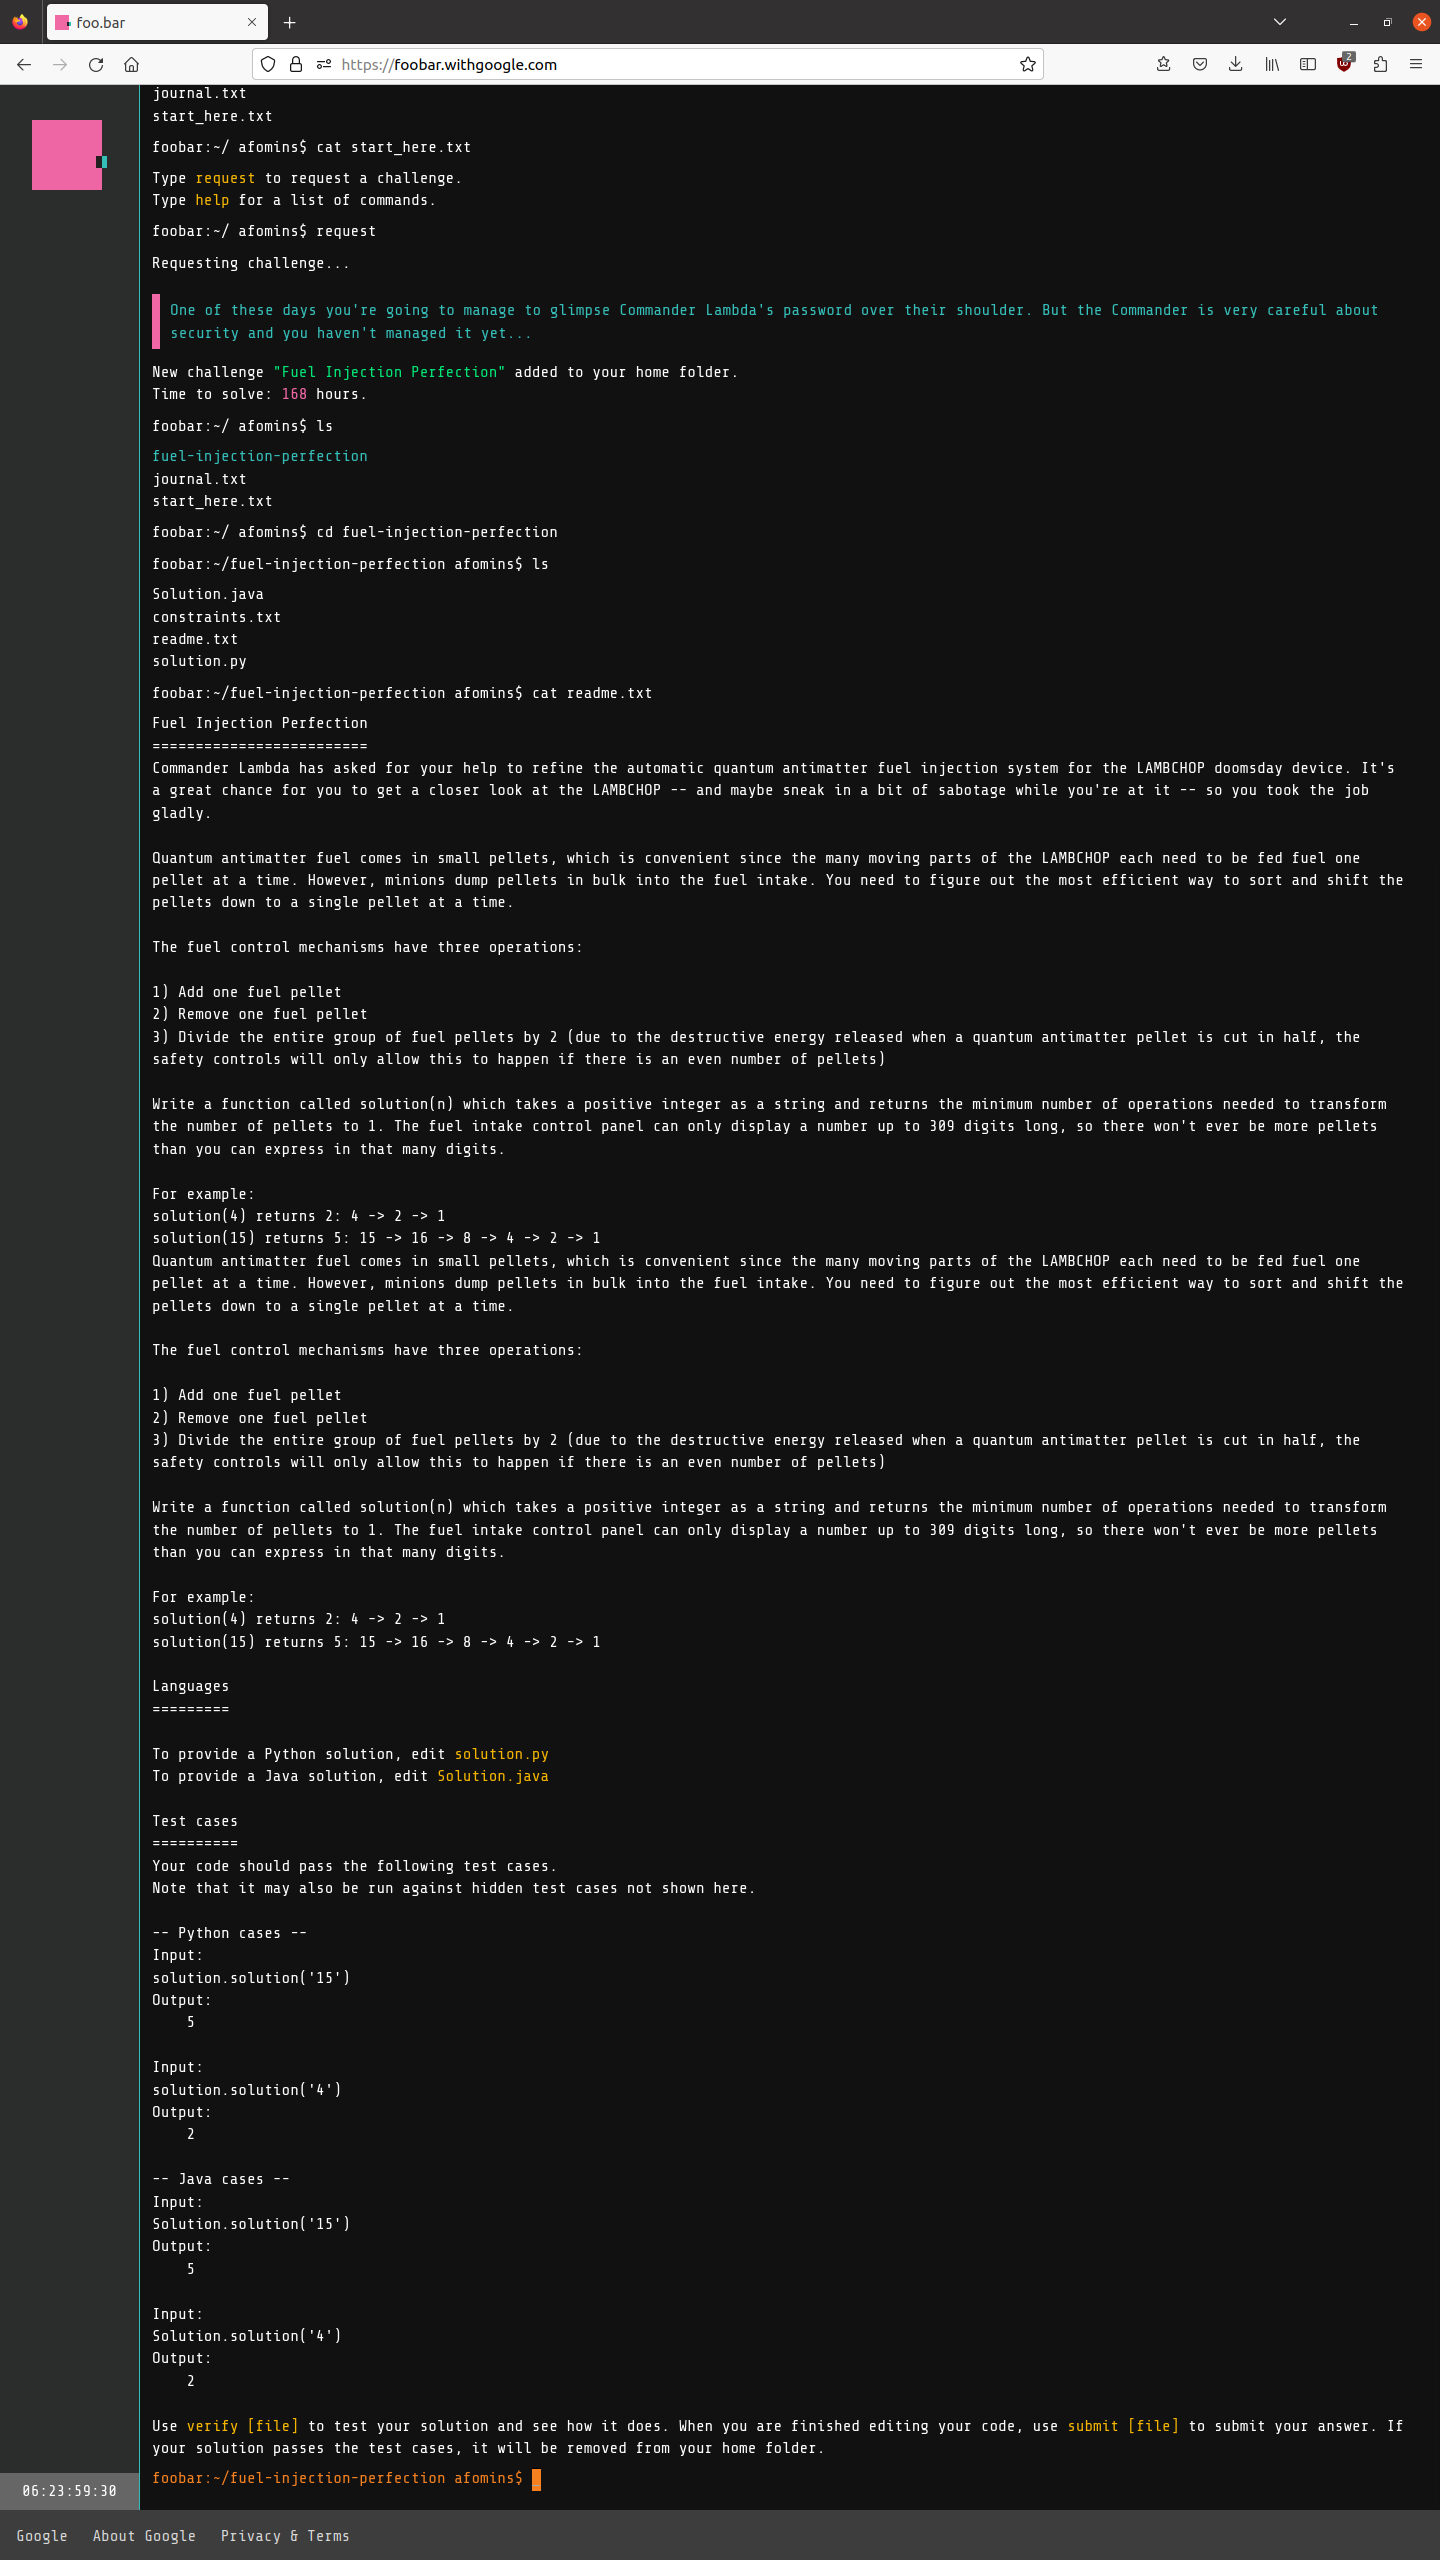 foo.bar
https://foobar.withgoogle.com
2
journal.txt
start_here.txt
foobar:~/ afomins$ cat start_here.txt
Type request to request a challenge.
Type help for a list of commands.
foobar:~/ afomins$ request
Requesting challenge...
One of these days you're going to manage to glimpse Commander Lambda's password over their shoulder. But the Commander is very careful about
security and you haven't managed it yet...
New challenge "Fuel Injection Perfection" added to your home folder.
Time to solve: 168 hours.
foobar:~/ afomins$ ls
fuel-injection-perfection
journal.txt
start_here.txt
foobar:~/ afomins$ cd fuel-injection-perfection
foobar:~/fuel-injection-perfection afomins$ ls
Solution.java
constraints.txt
readme.txt
solution.py
foobar:~/fuel-injection-perfection afomins$ cat readme.txt
Fuel Injection Perfection
=========================
Commander Lambda has asked for your help to refine the automatic quantum antimatter fuel injection system for the LAMBCHOP doomsday device. It's
a great chance for you to get a closer look at the LAMBCHOP -- and maybe sneak in a bit of sabotage while you're at it -- so you took the job
gladly.
Quantum antimatter fuel comes in small pellets, which is convenient since the many moving parts of the LAMBCHOP each need to be fed fuel one
pellet at a time. However, minions dump pellets in bulk into the fuel intake. You need to figure out the most efficient way to sort and shift the
pellets down to a single pellet at a time.
The fuel control mechanisms have three operations:
1) Add one fuel pellet
2) Remove one fuel pellet
3) Divide the entire group of fuel pellets by 2 (due to the destructive energy released when a quantum antimatter pellet is cut in half, the
safety controls will only allow this to happen if there is an even number of pellets)
Write a function called solution(n) which takes a positive integer as a string and returns the minimum number of operations needed to transform
the number of pellets to 1. The fuel intake control panel can only display a number up to 309 digits long, so there won't ever be more pellets
than you can express in that many digits.
For example:
solution(4) returns 2: 4 -> 2 -> 1
solution(15) returns 5: 15 -> 16 -> 8 -> 4 -> 2 -> 1
Quantum antimatter fuel comes in small pellets, which is convenient since the many moving parts of the LAMBCHOP each need to be fed fuel one
pellet at a time. However, minions dump pellets in bulk into the fuel intake. You need to figure out the most efficient way to sort and shift the
pellets down to a single pellet at a time.
The fuel control mechanisms have three operations:
1) Add one fuel pellet
2) Remove one fuel pellet
3) Divide the entire group of fuel pellets by 2 (due to the destructive energy released when a quantum antimatter pellet is cut in half, the
safety controls will only allow this to happen if there is an even number of pellets)
Write a function called solution(n) which takes a positive integer as a string and returns the minimum number of operations needed to transform
the number of pellets to 1. The fuel intake control panel can only display a number up to 309 digits long, so there won't ever be more pellets
than you can express in that many digits.
For example:
solution(4) returns 2: 4 -> 2 -> 1
solution(15) returns 5: 15 -> 16 -> 8 -> 4 -> 2 -> 1
Languages
=========
To provide a Python solution, edit solution.py
To provide a Java solution, edit Solution.java
Test cases
==========
Your code should pass the following test cases.
Note that it may also be run against hidden test cases not shown here.
-- Python cases --
Input:
solution.solution('15')
Output:
5
Input:
solution.solution('4')
Output:
2
-- Java cases --
Input:
Solution.solution('15')
Output:
5
Input:
Solution.solution('4')
Output:
2
Use verify [file] to test your solution and see how it does. When you are finished editing your code, use submit [file] to submit your answer. If
your solution passes the test cases, it will be removed from your home folder.
foobar:~/fuel-injection-perfection afomins$
06:23:59:30
Google About Google Privacy & Terms